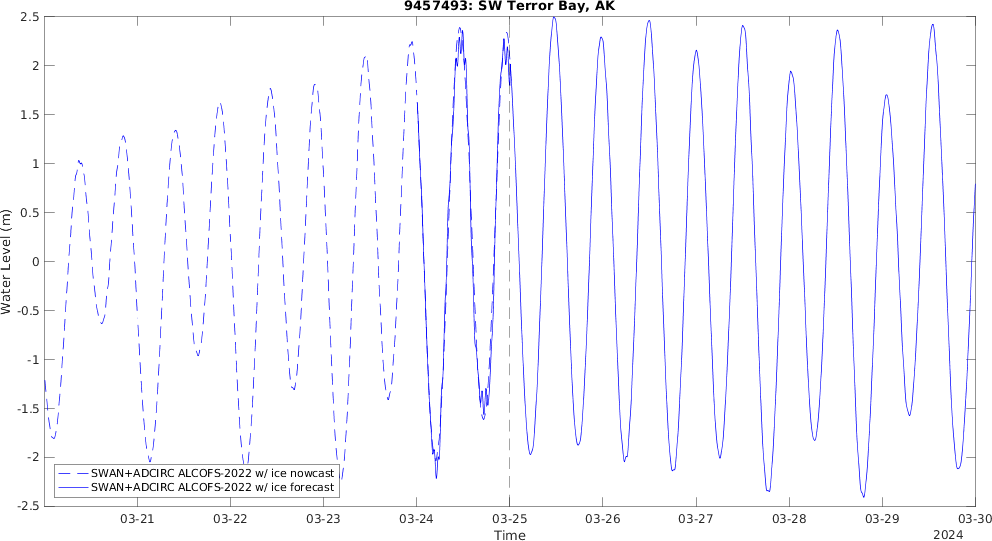 9457493: SW Terror Bay, AK
2.5
2
1.5
1
0.5
0
-0.5
-1
-1.5
-2
-2.5
Water Level (m)
SWAN+ADCIRC ALCOFS-2022 w/ ice nowcast
SWAN+ADCIRC ALCOFS-2022 w/ ice forecast
03-21 03-22 03-23 03-24 03-25 03-26 03-27 03-28 03-29 03-30
Time
2024